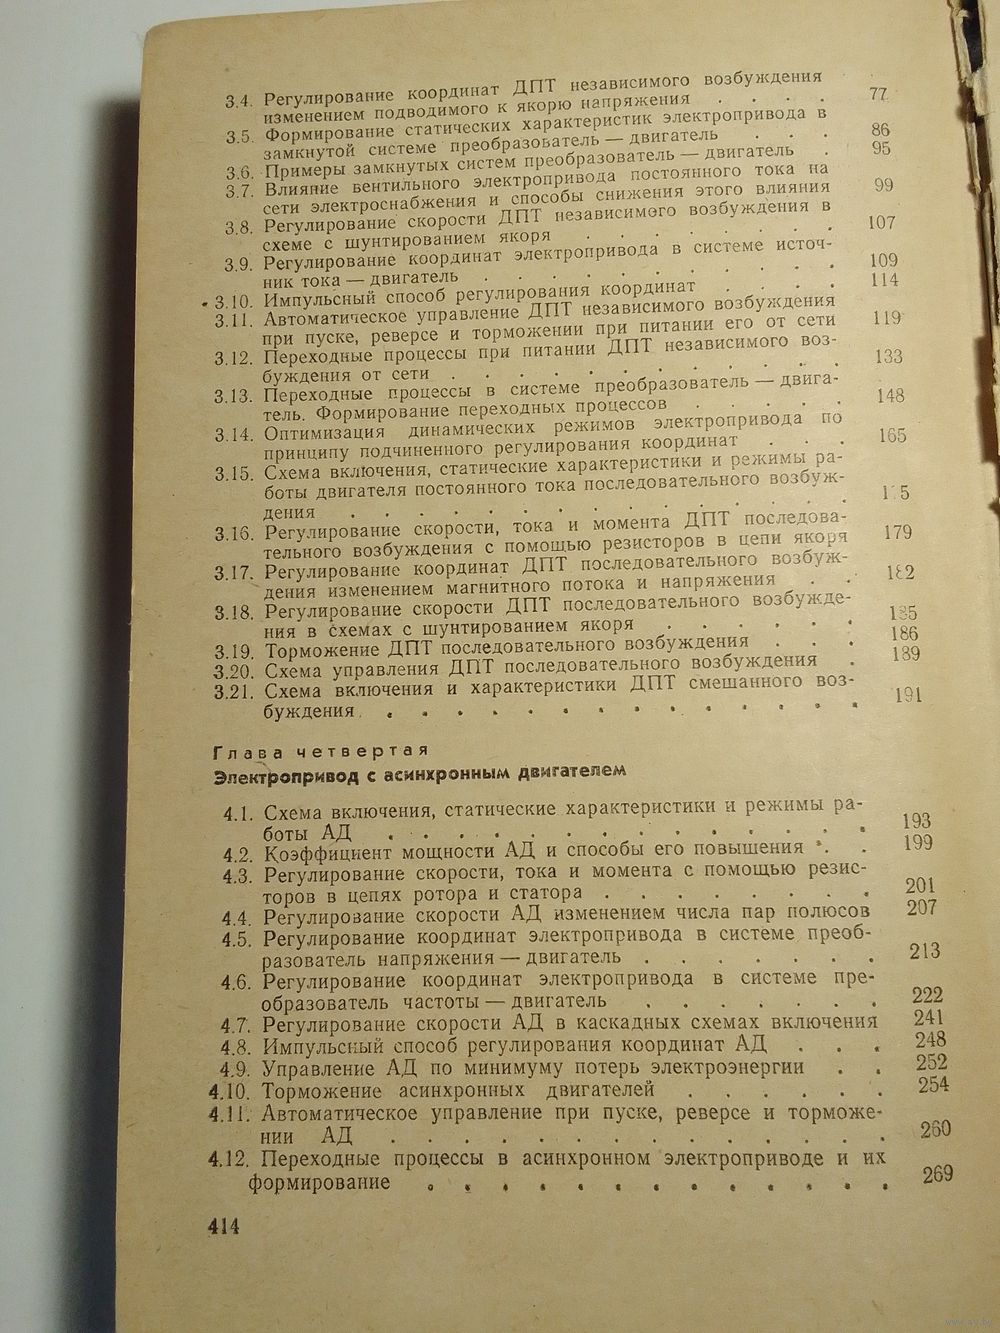 3.4. Регулирование координат ДПТ независимого возбуждения
изменением подводимого к якорю напряжения . . . . 77
3.5. Формирование статических характеристик электропривода в
замкнутой системе преобразователь — двигатель . . . 86
3.6. Примеры замкнутых систем преобразователь — двигатель . 95
3.7. Влияние вентильного электропривода постоянного тока на
сети электроснабжения и способы снижения этого влияния 99
3.8. Регулирование скорости ДПТ независимого возбуждения в
схеме с шунтированием якоря . . . . . . . 107
3.9. Регулирование координат электропривода в системе источ-
ник тока — двигатель . . . . . . . . . . 109
3.10. Импульсный способ регулирования координат . . . . 114
3.11. Автоматическое управление ДПТ независимого возбуждения
при пуске, реверсе и торможении при питании его от сети 119
3.12. Переходные процессы при питании ДПТ независимого воз-
буждения от сети . . . . . . . . . . . 133
3.13. Переходные процессы в системе преобразователь — двига-
тель. Формирование переходных процессов . . . . . 148
3.14. Оптимизация динамических режимов электропривода по
принципу подчиненного регулирования координат . . . 165
3.15. Схема включения, статические характеристики и режимы ра-
боты двигателя постоянного тока последовательного возбуж-
дения . . . . . . . . . . . . . . .
3.16. Регулирование скорости, тока и момента ДПТ последова-
тельного возбуждения с помощью резисторов в цепи якоря 179
3.17. Регулирование координат ДПТ последовательного возбуж-
дения изменением магнитного потока и напряжения . . 182
3.18. Регулирование скорости ДПТ последовательного возбужде-
ния в схемах с шунтированием якоря . . . . . . 185
3.19. Торможение ДПТ последовательного возбуждения . . . 186
3.20. Схема управления ДПТ последовательного возбуждения . 189
3.21. Схема включения и характеристики ДПТ смешанного воз-
буждения . . . . . . . . . . . . . . 191
Глава четвертая
Электропривод с асинхронным двигателем
4.1. Схема включения, статические характеристики и режимы ра-
боты АД . . . . . . . . . . . . . . 193
4.2. Коэффициент мощности АД и способы его повышения . . 199
4.3. Регулирование скорости, тока и момента с помощью резис-
торов в цепях ротора и статора . . . . . . . . 201
4.4. Регулирование скорости АД изменением числа пар полюсов 207
4.5. Регулирование координат электропривода в системе преоб-
разователь напряжения — двигатель . . . . . . . 213
4.6. Регулирование координат электропривода в системе пре-
образователь частоты — двигатель . . . . . . . 222
4.7. Регулирование скорости АД в каскадных схемах включения 241
4.8. Импульсный способ регулирования координат АД . . . 248
4.9. Управление АД по минимуму потерь электроэнергии . . 252
4.10. Торможение асинхронных двигателей . . . . . . 254
4.11. Автоматическое управление при пуске, реверсе и торможе-
нии АД . . . . . . . . . . . . . . 260
4.12. Переходные процессы в асинхронном электроприводе и их
формирование . . . . . . . . . . . . . 269
414